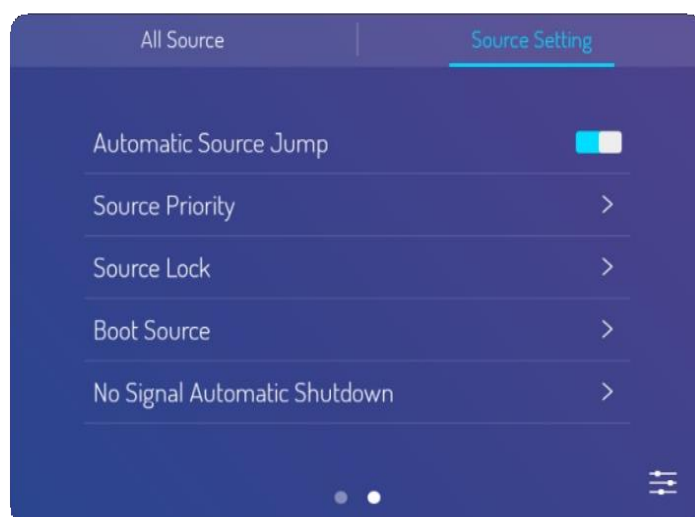 All Source
Source Setting
Automatic Source Jump
Source Priority
Source Lock
Boot Source
No Signal Automatic Shutdown